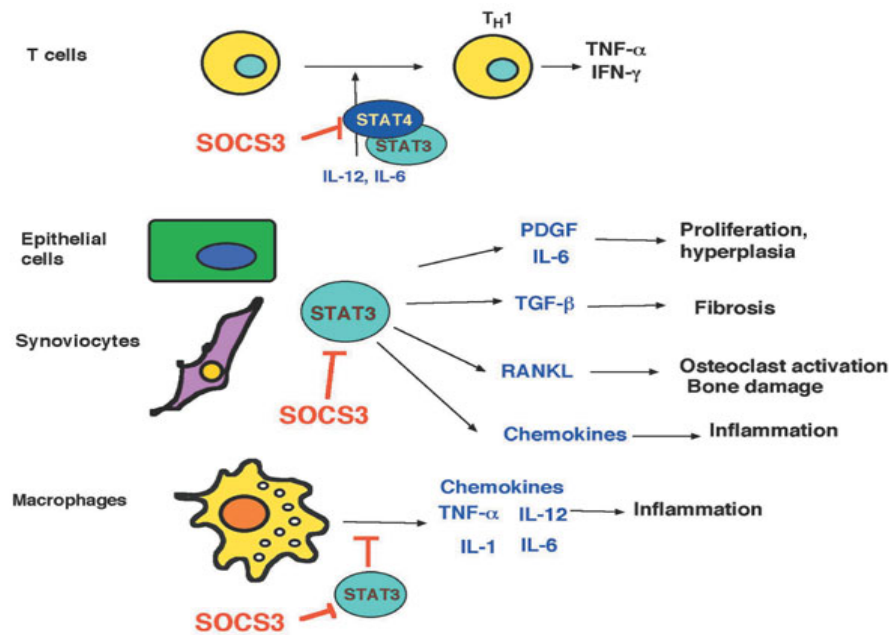 T cells
T_H1
TNF-α
IFN-γ
SOCS3
STAT4
STAT3
IL-12, IL-6
Epithelial
cells
Synoviocytes
STAT3
SOCS3
PDGF
IL-6
Proliferation,
hyperplasia
TGF-β
Fibrosis
RANKL
Osteoclast activation
Bone damage
Chemokines
Inflammation
Macrophages
Chemokines
TNF-α IL-12
IL-1 IL-6
Inflammation
STAT3
SOCS3